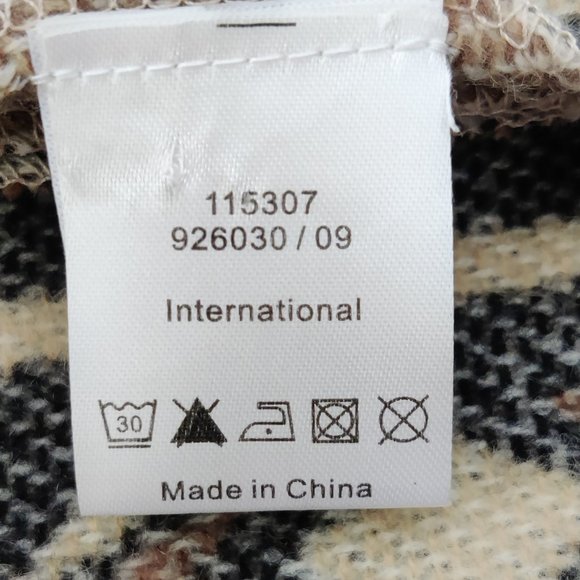 115307
926030 / 09
International
30
Made in China